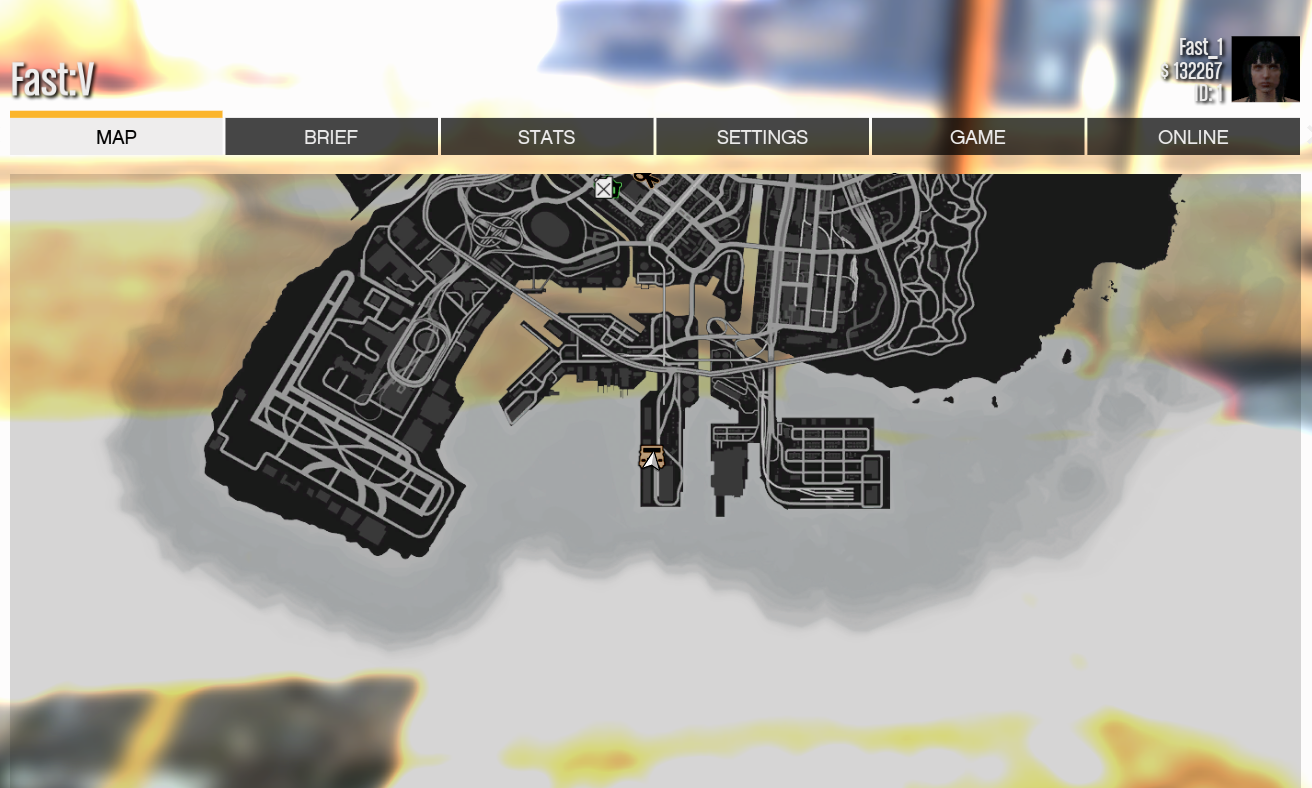 Fast:V
Fast_1
$ 132267
ID: 1
MAP
BRIEF
STATS
SETTINGS
GAME
ONLINE